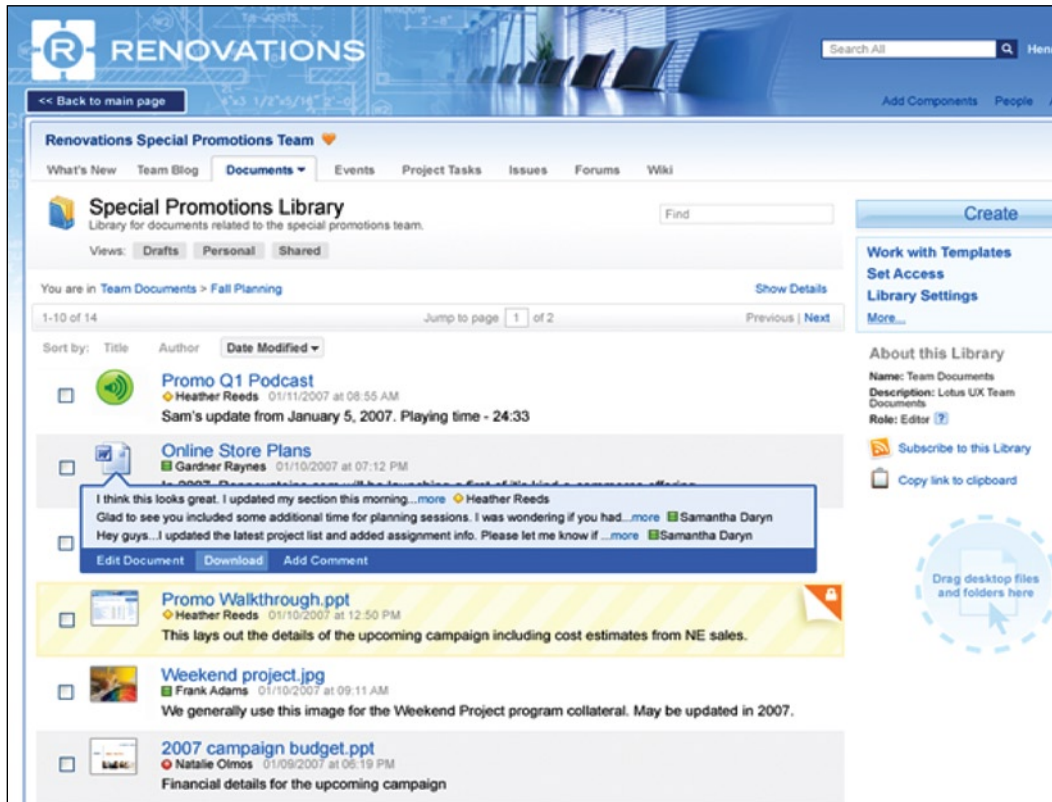 R RENOVATIONS
Search All
<< Back to main page
Add Components People
Renovations Special Promotions Team
What's New Team Blog Documents Events Project Tasks Issues Forums Wiki
Special Promotions Library
Library for documents related to the special promotions team.
Find
Views: Drafts Personal Shared
Create
Work with Templates
Set Access
Library Settings
More...
You are in Team Documents > Fall Planning
Show Details
1-10 of 14 Jump to page 1 of 2 Previous | Next
Sort by: Title Author Date Modified
About this Library
Name: Team Documents
Description: Lotus UX Team
Documents
Role: Editor ?
Subscribe to this Library
Copy link to clipboard
Drag desktop files
and folders here
Promo Q1 Podcast
Heather Reeds 01/11/2007 at 08:55 AM
Sam's update from January 5, 2007. Playing time - 24:33
Online Store Plans
Gardner Raynes 01/10/2007 at 07:12 PM
I think this looks great. I updated my section this morning...more Heather Reeds
Glad to see you included some additional time for planning sessions. I was wondering if you had...more Samantha Daryn
Hey guys...I updated the latest project list and added assignment info. Please let me know if ...more Samantha Daryn
Edit Document Download Add Comment
Promo Walkthrough.ppt
Heather Reeds 01/10/2007 at 12:50 PM
This lays out the details of the upcoming campaign including cost estimates from NE sales.
Weekend project.jpg
Frank Adams 01/10/2007 at 09:11 AM
We generally use this image for the Weekend Project program collateral. May be updated in 2007.
2007 campaign budget.ppt
Natalie Olmos 01/09/2007 at 06:19 PM
Financial details for the upcoming campaign